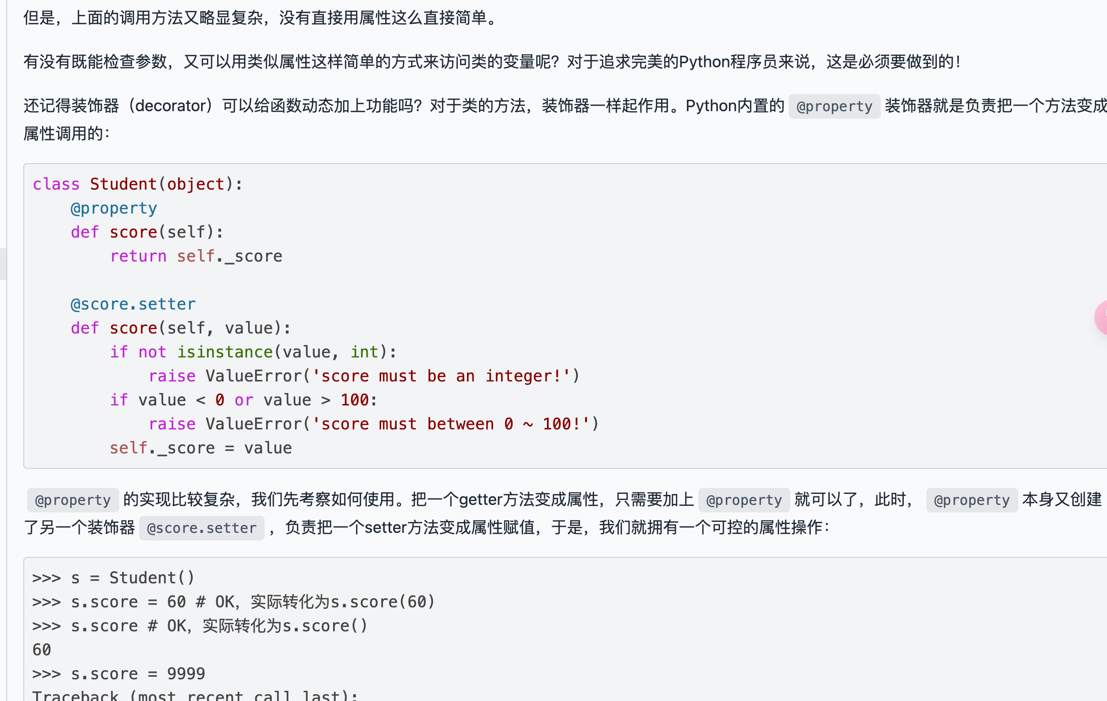 但是，上面的调用方法又略显复杂，没有直接用属性这么直接简单。
有没有既能检查参数，又可以用类似属性这样简单的方式来访问类的变量呢？对于追求完美的Python程序员来说，这是必须要做到的！
还记得装饰器（decorator）可以给函数动态加上功能吗？对于类的方法，装饰器一样起作用。Python内置的 @property 装饰器就是负责把一个方法变成
属性调用的：
class Student(object):
    @property
    def score(self):
        return self._score
    @score.setter
    def score(self, value):
        if not isinstance(value, int):
            raise ValueError('score must be an integer!')
        if value < 0 or value > 100:
            raise ValueError('score must between 0 ~ 100!')
        self._score = value
@property 的实现比较复杂，我们先考察如何使用。把一个getter方法变成属性，只需要加上 @property 就可以了，此时， @property 本身又创建
了另一个装饰器 @score.setter ，负责把一个setter方法变成属性赋值，于是，我们就拥有一个可控的属性操作：
>>> s = Student()
>>> s.score = 60 # OK，实际转化为s.score(60)
>>> s.score # OK，实际转化为s.score()
60
>>> s.score = 9999
Traceback (most recent call last):